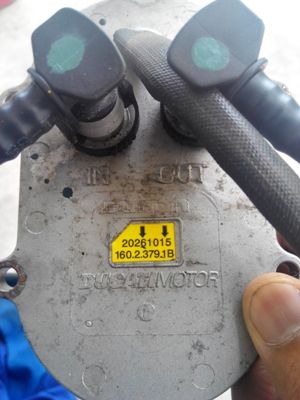 IN OUT
20261015
160.2.379.1B
DUCATI MOTOR